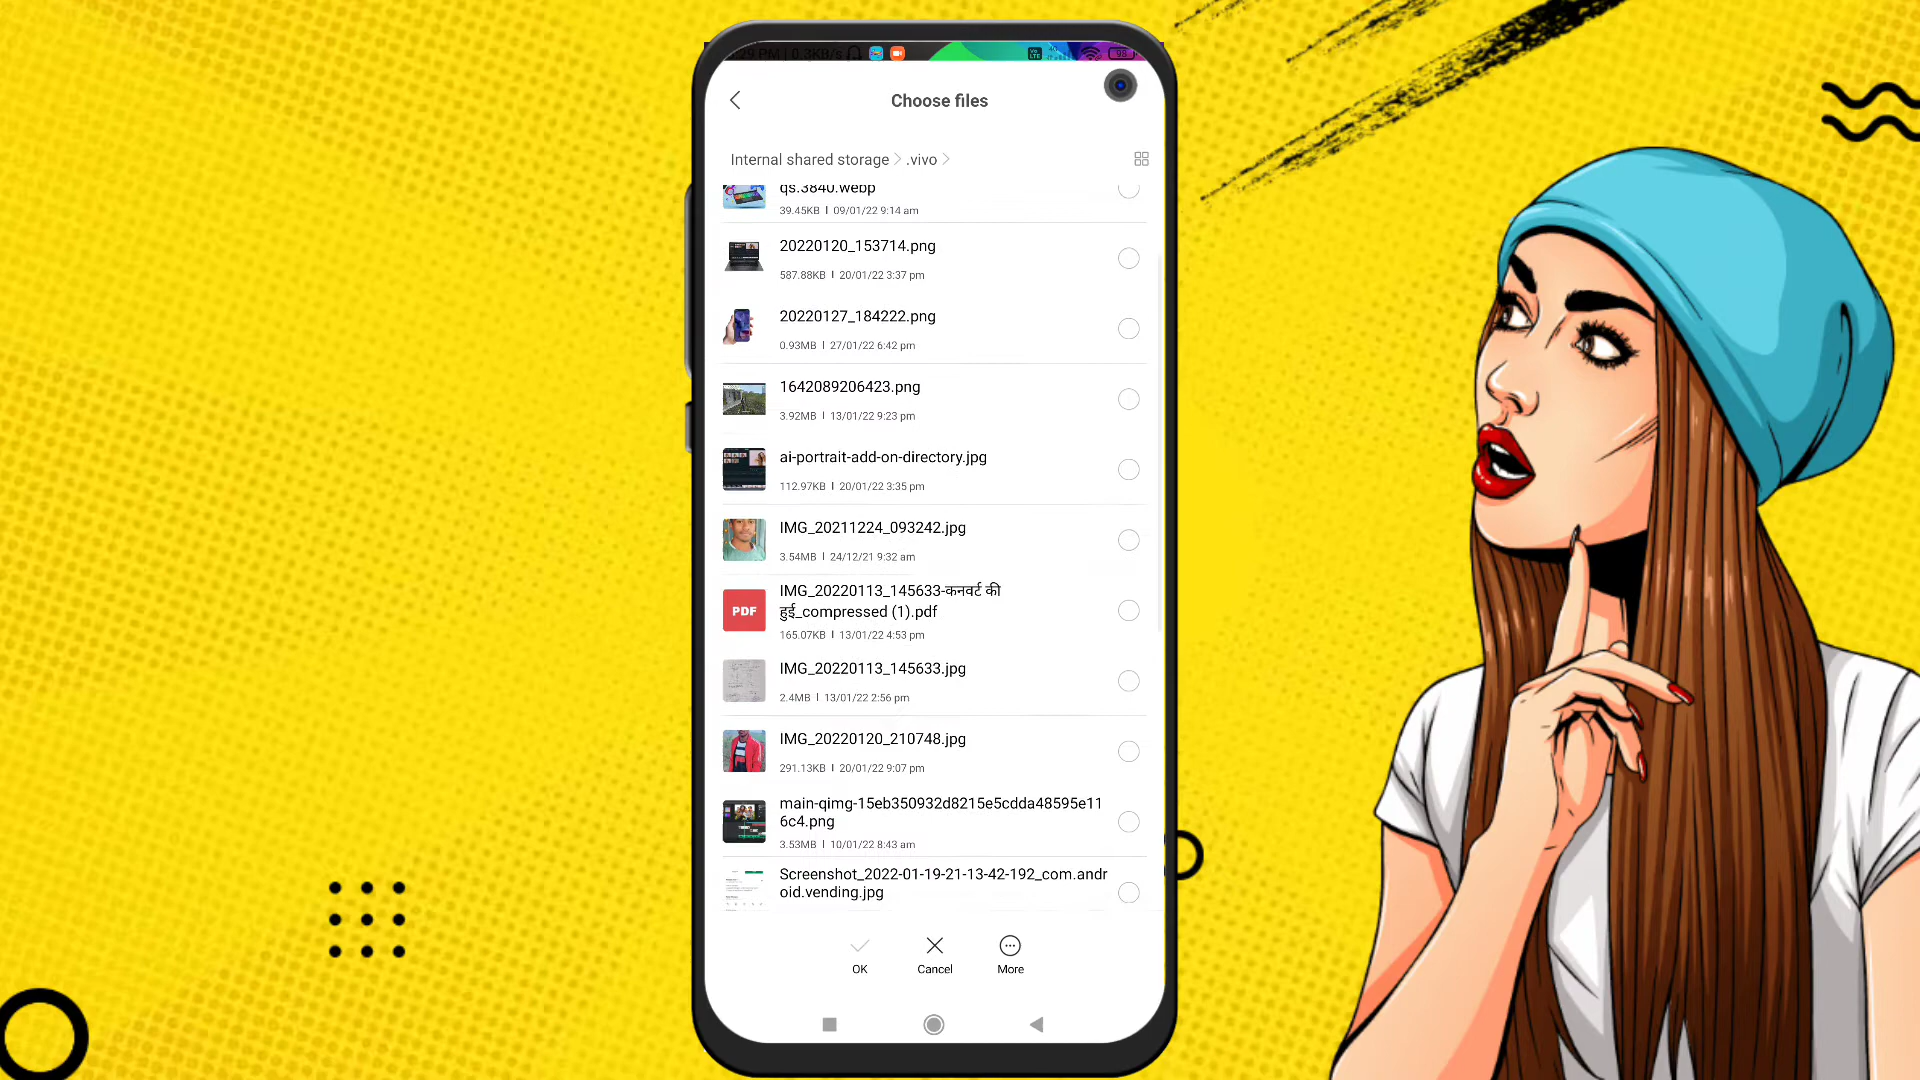 29 PM | 0.3KB/s
98
Choose files
Internal shared storage > .vivo >
qs.3840.webp
39.45KB | 09/01/22 9:14 am
20220120_153714.png
587.88KB | 20/01/22 3:37 pm
20220127_184222.png
0.93MB | 27/01/22 6:42 pm
1642089206423.png
3.92MB | 13/01/22 9:23 pm
ai-portrait-add-on-directory.jpg
112.97KB | 20/01/22 3:35 pm
IMG_20211224_093242.jpg
3.54MB | 24/12/21 9:32 am
PDF
IMG_20220113_145633-कनवर्ट की
हुई_compressed (1).pdf
165.07KB | 13/01/22 4:53 pm
IMG_20220113_145633.jpg
2.4MB | 13/01/22 2:56 pm
IMG_20220120_210748.jpg
291.13KB | 20/01/22 9:07 pm
main-qimg-15eb350932d8215e5cdda48595e11
6c4.png
3.53MB | 10/01/22 8:43 am
Screenshot_2022-01-19-21-13-42-192_com.andr
oid.vending.jpg
OK
Cancel
More